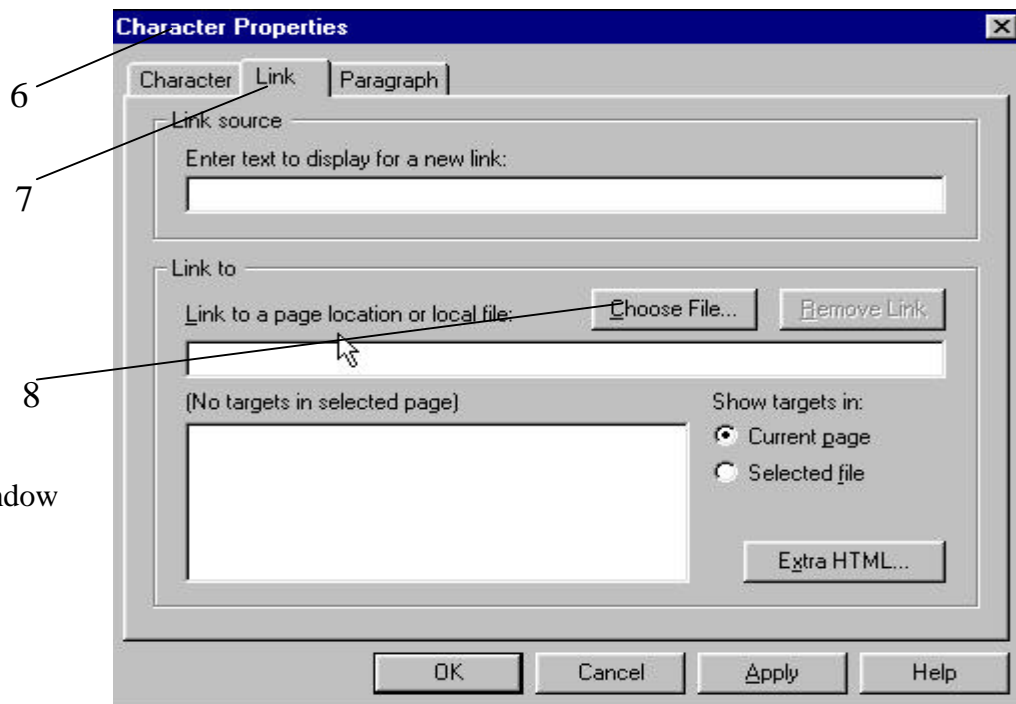 Character Properties
6
Character Link Paragraph
Link source
7
Enter text to display for a new link:
Link to
Link to a page location or local file: Choose File... Remove Link
8
(No targets in selected page) Show targets in:
Current page
Selected file
ndow
Extra HTML...
OK Cancel Apply Help